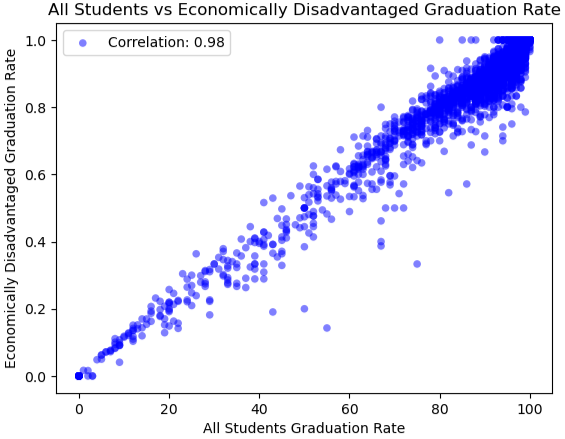 All Students vs Economically Disadvantaged Graduation Rate
Correlation: 0.98
Economically Disadvantaged Graduation Rate
1.0
0.8
0.6
0.4
0.2
0.0
0 20 40 60 80 100
All Students Graduation Rate